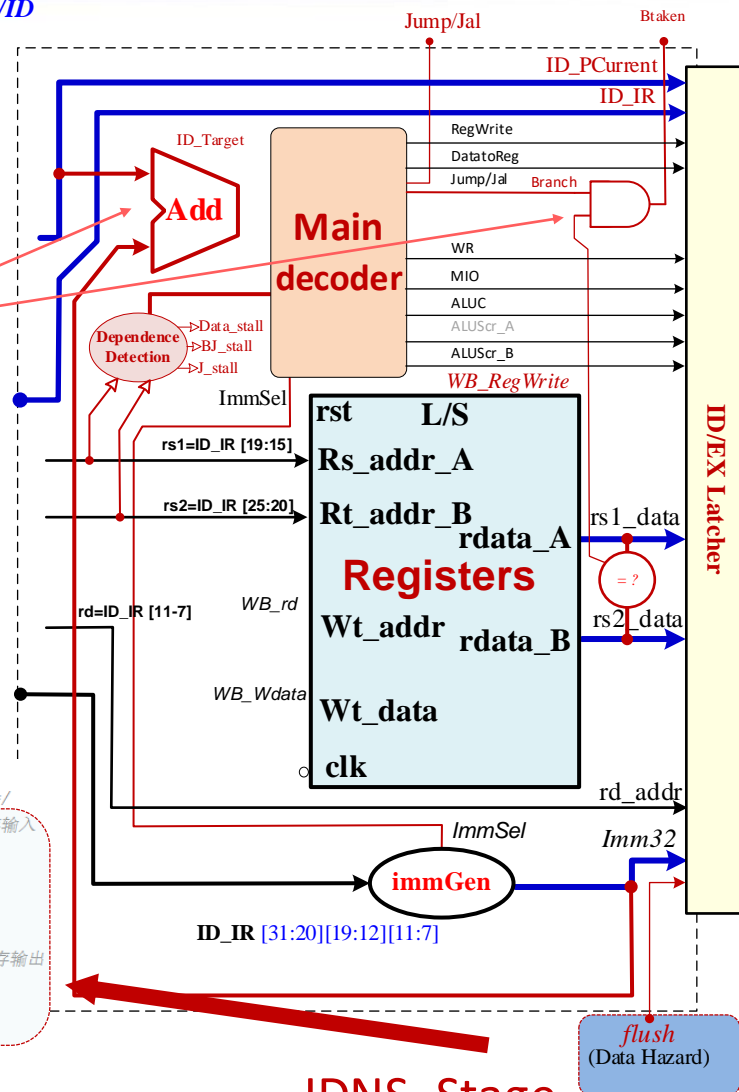 /ID
Jump/Jal
Btaken
ID_PCurrent
ID_IR
ID_Target
RegWrite
DatatoReg
Jump/Jal
Branch
Add
Main
decoder
WR
MIO
ALUC
ALUScr_A
ALUScr_B
Dependence
Detection
Data_stall
BJ_stall
J_stall
ImmSel
WB_RegWrite
rst
L/S
rs1=ID_IR [19:15]
Rs_addr_A
rs2=ID_IR [25:20]
Rt_addr_B
rdata_A
rs1_data
ID/EX Latcher
Registers
= ?
WB_rd
rd=ID_IR [11-7]
Wt_addr
rdata_B
rs2_data
WB_Wdata
Wt_data
clk
rd_addr
/
输入
ImmSel
Imm32
immGen
ID_IR [31:20][19:12][11:7]
存输出
flush
(Data Hazard)